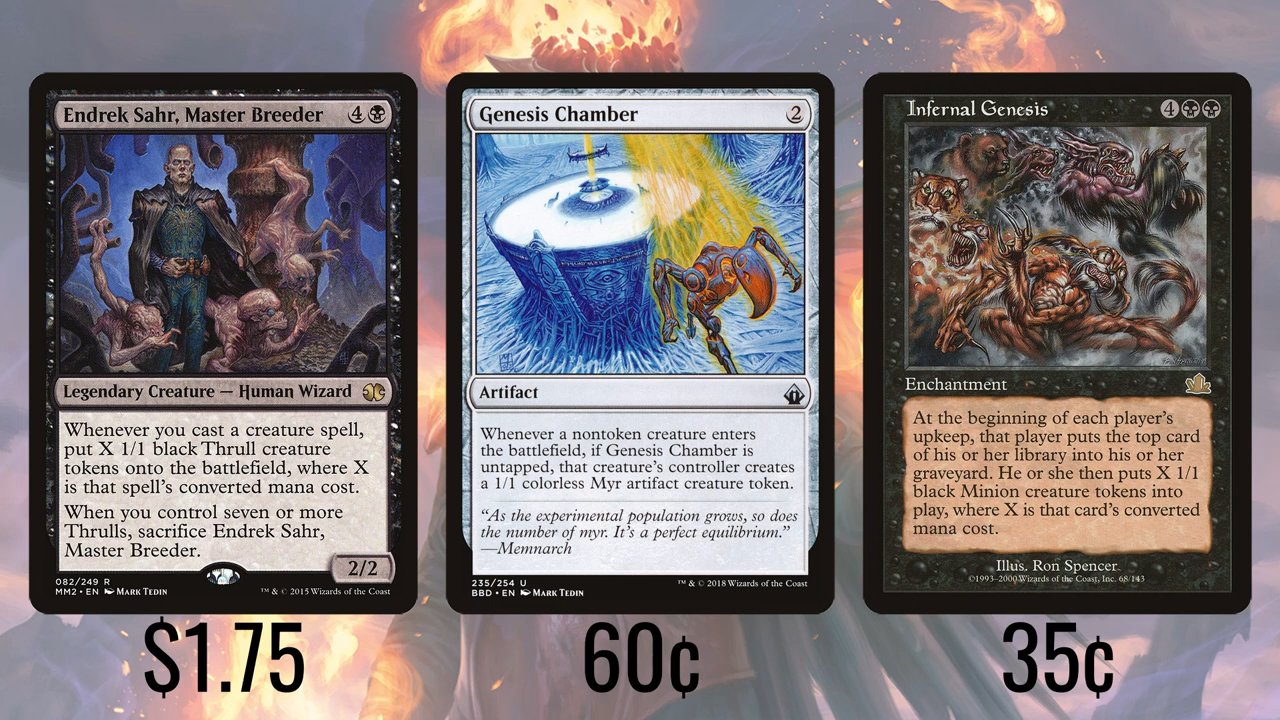 Endrek Sahr, Master Breeder 4
Legendary Creature — Human Wizard
Whenever you cast a creature spell,
put X 1/1 black Thrull creature
tokens onto the battlefield, where X
is that spell's converted mana cost.
When you control seven or more
Thrulls, sacrifice Endrek Sahr,
Master Breeder.
2/2
082/249 R
MM2 • EN Mark Tedin
™ & © 2015 Wizards of the Coast
$1.75
Genesis Chamber 2
Artifact
Whenever a nontoken creature enters
the battlefield, if Genesis Chamber is
untapped, that creature's controller creates
a 1/1 colorless Myr artifact creature token.
“As the experimental population grows, so does
the number of myr. It's a perfect equilibrium.”
—Memnarch
235/254 U
BBD • EN Mark Tedin
™ & © 2018 Wizards of the Coast
60¢
Infernal Genesis 4
Enchantment
At the beginning of each player's
upkeep, that player puts the top card
of his or her library into his or her
graveyard. He or she then puts X 1/1
black Minion creature tokens into
play, where X is that card's converted
mana cost.
Illus. Ron Spencer
©1993–2000 Wizards of the Coast, Inc. 68/143
35¢